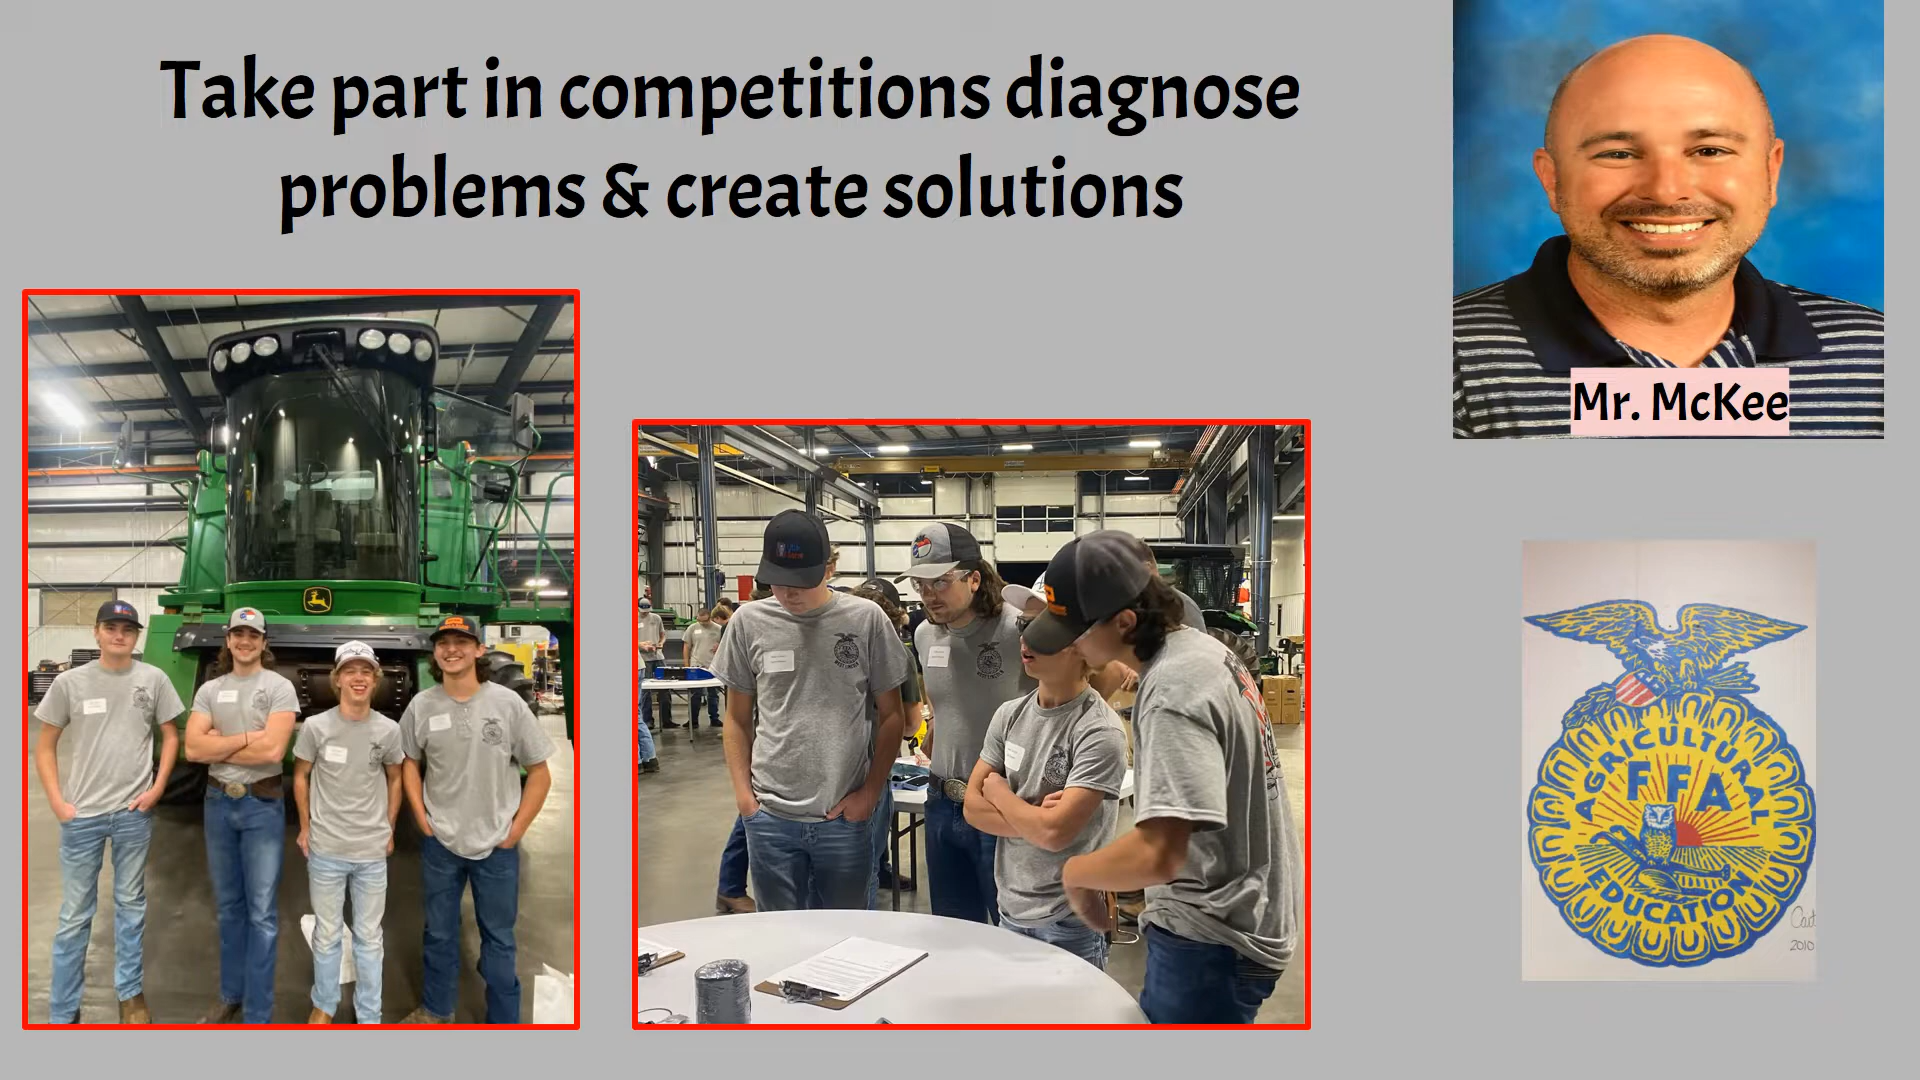 Take part in competitions diagnose
problems & create solutions
Mr. McKee
AGRICULTURAL
FFA
EDUCATION
2010